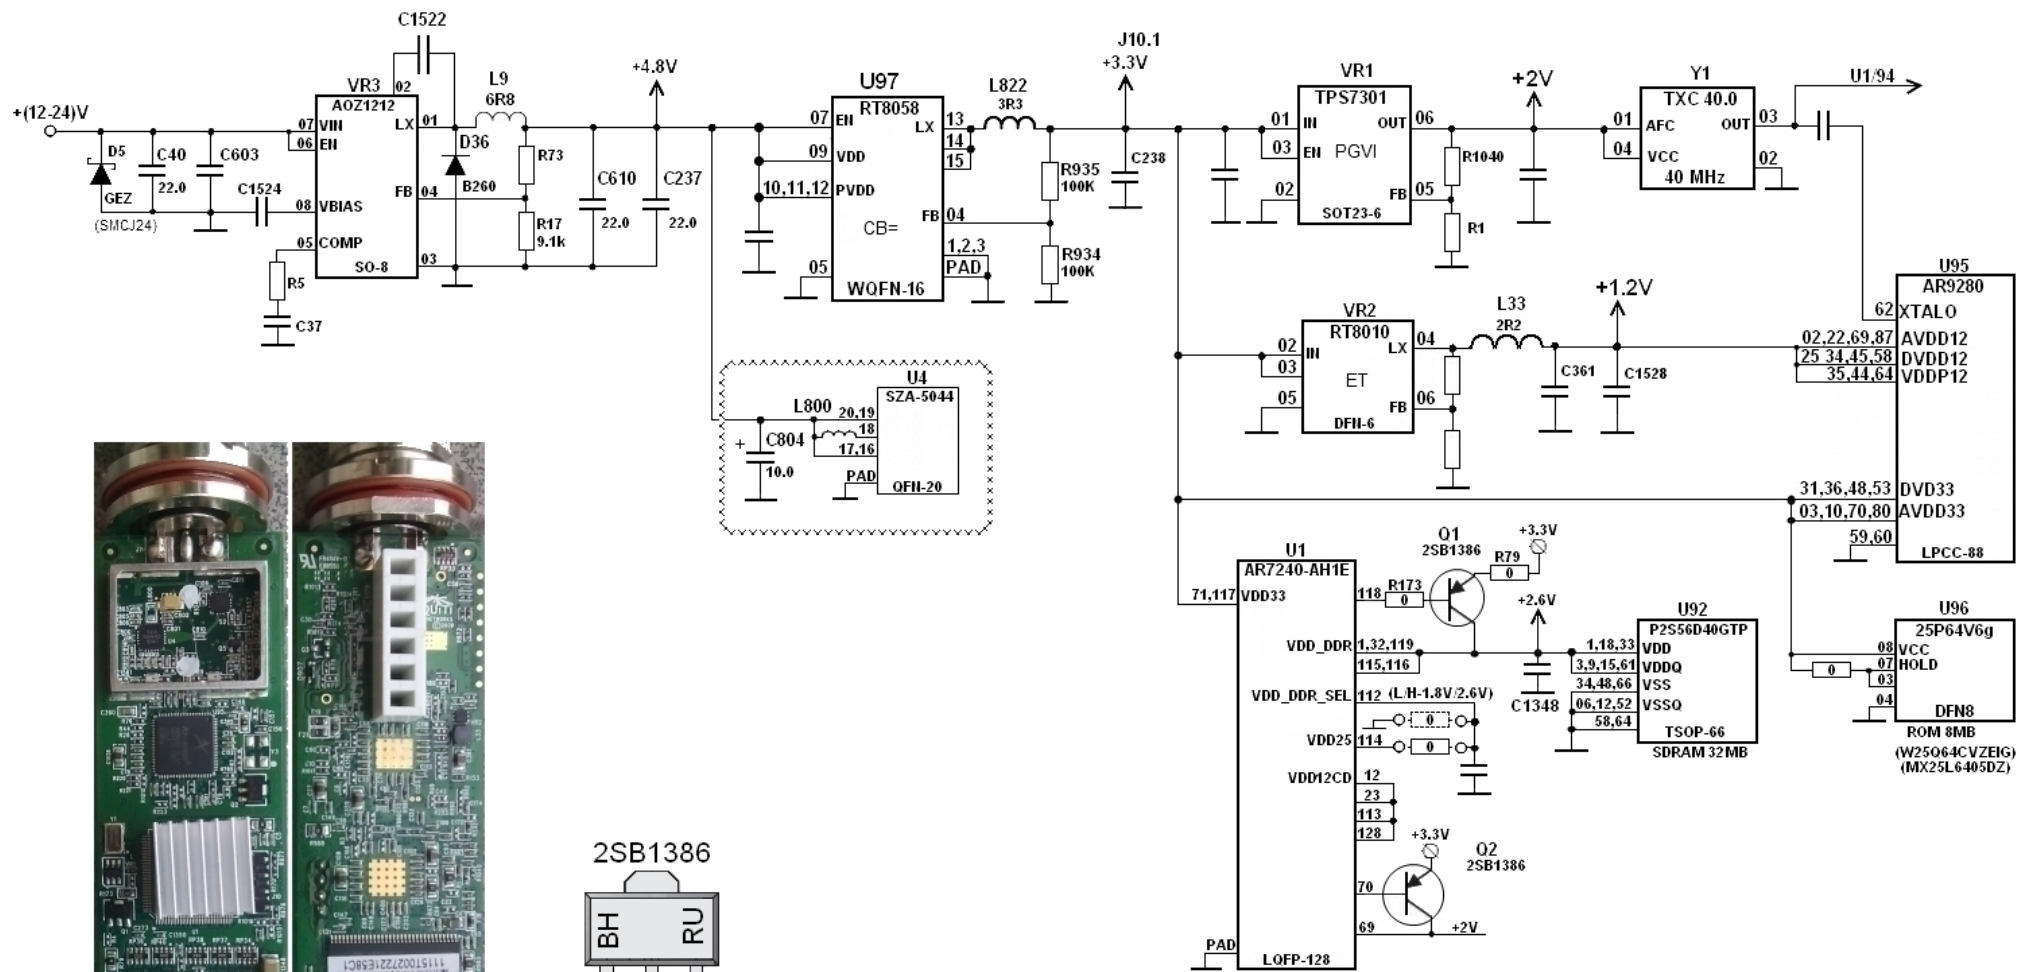 C1522
VR3
02
L9
6R8
+4.8V
U97
L822
3R3
J10.1
+3.3V
VR1
+2V
Y1
U1/94
+(12-24)V
AOZ1212
07 VIN
06 EN
LX 01
RT8058
07 EN
LX 13
14
15
TPS7301
01 IN
03 EN
OUT 06
PGVI
TXC 40.0
01 AFC
OUT 03
04 VCC
02
40 MHz
D5
GEZ
(SMCJ24)
C40
22.0
C603
C1524
08 VBIAS
FB 04
D36
B260
R73
R17
9.1k
C610
22.0
C237
22.0
09 VDD
10,11,12 PVDD
CB=
FB 04
1,2,3
PAD
R935
100K
R934
100K
C238
02
FB 05
SOT23-6
R1040
R1
05 COMP
03
SO-8
R5
C37
05
WQFN-16
U95
AR9280
62 XTALO
02,22,69,87 AVDD12
25 34,45,58 DVDD12
35,44,64 VDDP12
31,36,48,53 DVD33
03,10,70,80 AVDD33
59,60
LPCC-88
VR2
RT8010
02 IN
03
LX 04
ET
05
FB 06
DFN-6
L33
2R2
+1.2V
C361
C1528
U4
SZA-5044
L800
20,19
18
17,16
PAD
QFN-20
+
C804
10.0
U1
AR7240-AH1E
71,117 VDD33
118
R173
0
Q1
2SB1386
R79
0
+3.3V
+2.6V
VDD_DDR 1,32,119
115,116
VDD_DDR_SEL 112 (L/H-1.8V/2.6V)
0
VDD25 114
0
VDD12CD 12
23
113
128
+3.3V
Q2
2SB1386
70
69
+2V
PAD
LQFP-128
C1348
U92
P2S56D40GTP
1,18,33 VDD
3,9,15,61 VDDQ
34,48,66 VSS
06,12,52 VSSQ
58,64
TSOP-66
SDRAM 32MB
U96
25P64V6g
08 VCC
07 HOLD
0
03
04
DFN8
ROM 8MB
(W25Q64CVZEIG)
(MX25L6405DZ)
2SB1386
BH
RU
1115T0027221E58C1